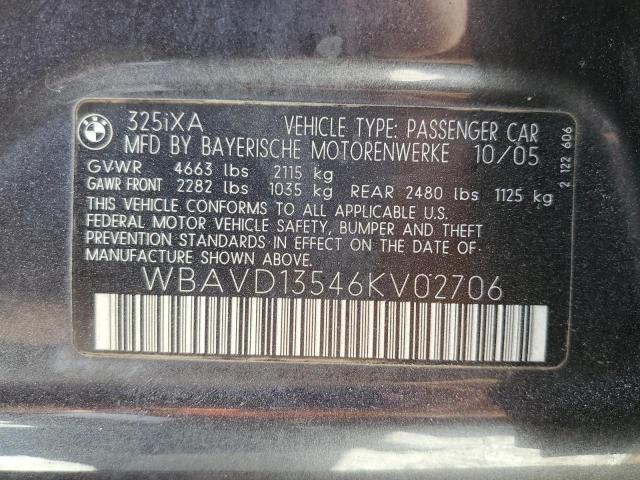 BMW
325iXA VEHICLE TYPE: PASSENGER CAR
MFD BY BAYERISCHE MOTORENWERKE 10/05
GVWR 4663 lbs 2115 kg
GAWR FRONT 2282 lbs 1035 kg REAR 2480 lbs 1125 kg
THIS VEHICLE CONFORMS TO ALL APPLICABLE U.S.
FEDERAL MOTOR VEHICLE SAFETY, BUMPER AND THEFT
PREVENTION STANDARDS IN EFFECT ON THE DATE OF
MANUFACTURE SHOWN ABOVE.
WBAVD13546KV02706
2 122 606